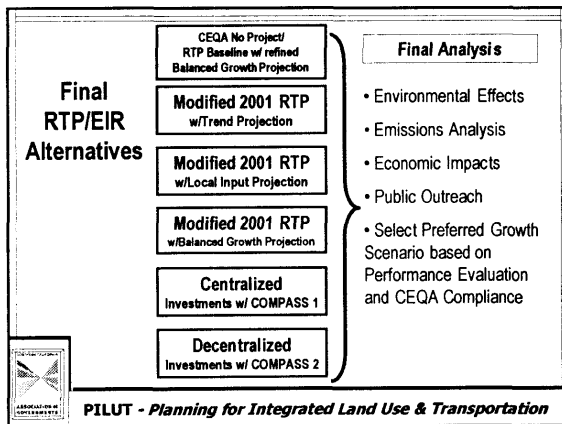 Final
RTP/EIR
Alternatives
CEQA No Project/
RTP Baseline w/ refined
Balanced Growth Projection
Modified 2001 RTP
w/Trend Projection
Modified 2001 RTP
w/Local Input Projection
Modified 2001 RTP
w/Balanced Growth Projection
Centralized
Investments w/ COMPASS 1
Decentralized
Investments w/ COMPASS 2
Final Analysis
• Environmental Effects
• Emissions Analysis
• Economic Impacts
• Public Outreach
• Select Preferred Growth
Scenario based on
Performance Evaluation
and CEQA Compliance
ASSOCIATION of
GOVERNMENTS
PILUT - Planning for Integrated Land Use & Transportation